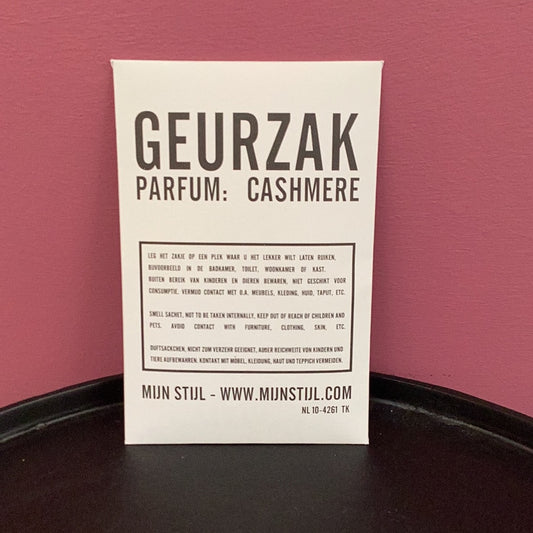 GEURZAK
PARFUM: CASHMERE
LEG HET ZAKJE OP EEN PLEK WAAR U HET LEKKER WILT LATEN RUIKEN,
BIJVOORBEELD IN DE BADKAMER, TOILET, WOONKAMER OF KAST.
BUITEN BEREIK VAN KINDEREN EN DIEREN BEWAREN, NIET GESCHIKT VOOR
CONSUMPTIE. VERMIJD CONTACT MET O.A. MEUBELS, KLEDING, HUID, TAPIJT, ETC.
SMELL SACHET, NOT TO BE TAKEN INTERNALLY, KEEP OUT OF REACH OF CHILDREN AND
PETS. AVOID CONTACT WITH FURNITURE, CLOTHING, SKIN, ETC.
DUFTSÄCKCHEN, NICHT ZUM VERZEHR GEEIGNET, AUßER REICHWEITE VON KINDERN UND
TIERE AUFBEWAHREN. KONTAKT MIT MÖBEL, KLEIDUNG, HAUT UND TEPPICH VERMEIDEN.
MIJN STIJL - WWW.MIJNSTIJL.COM
NL 10-4261 TK